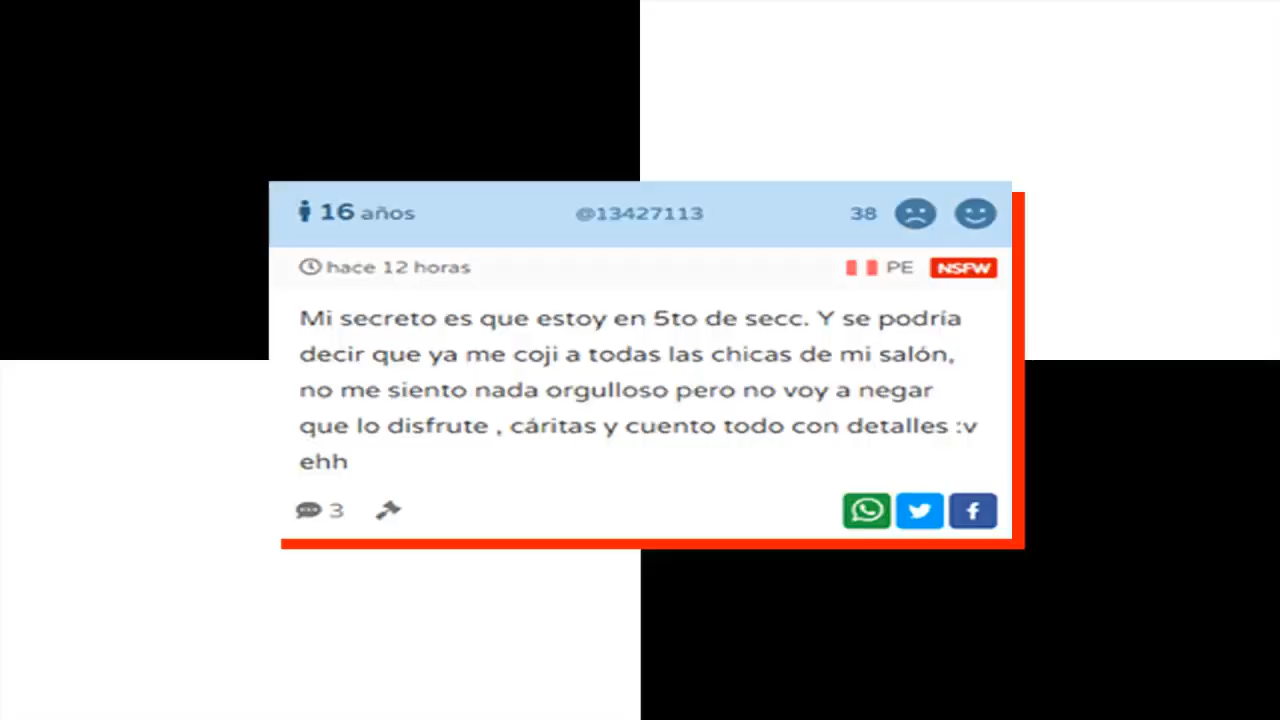 16 años @13427113 38
hace 12 horas PE NSFW
Mi secreto es que estoy en 5to de secc. Y se podría
decir que ya me coji a todas las chicas de mi salón,
no me siento nada orgulloso pero no voy a negar
que lo disfrute , cáritas y cuento todo con detalles :v
ehh
3